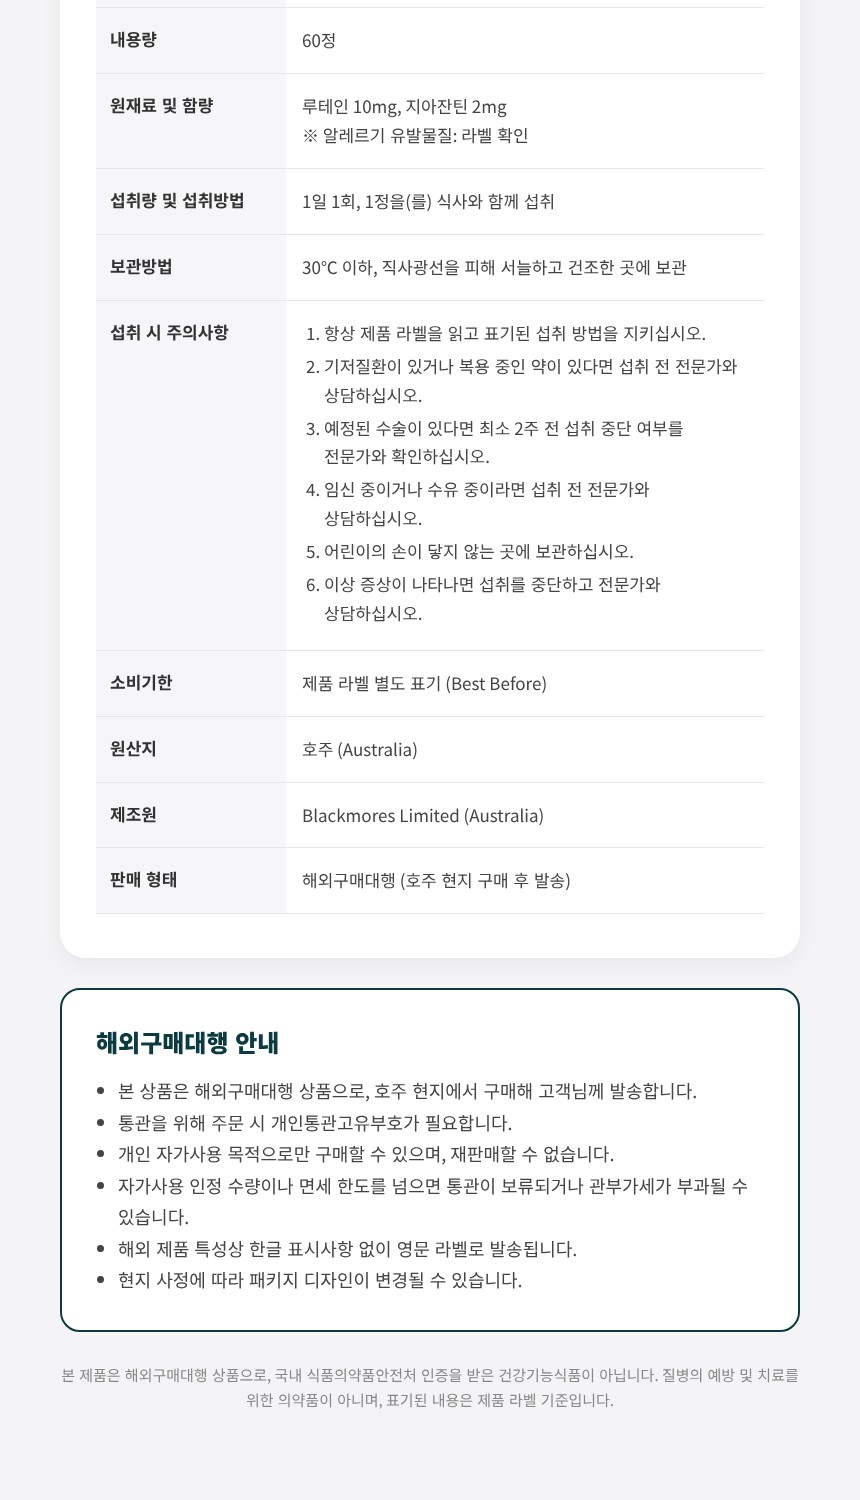 내용량
60정
원재료 및 함량
루테인 10mg, 지아잔틴 2mg
※ 알레르기 유발물질: 라벨 확인
섭취량 및 섭취방법
1일 1회, 1정을(를) 식사와 함께 섭취
보관방법
30°C 이하, 직사광선을 피해 서늘하고 건조한 곳에 보관
섭취 시 주의사항
1. 항상 제품 라벨을 읽고 표기된 섭취 방법을 지키십시오.
2. 기저질환이 있거나 복용 중인 약이 있다면 섭취 전 전문가와
상담하십시오.
3. 예정된 수술이 있다면 최소 2주 전 섭취 중단 여부를
전문가와 확인하십시오.
4. 임신 중이거나 수유 중이라면 섭취 전 전문가와
상담하십시오.
5. 어린이의 손이 닿지 않는 곳에 보관하십시오.
6. 이상 증상이 나타나면 섭취를 중단하고 전문가와
상담하십시오.
소비기한
제품 라벨 별도 표기 (Best Before)
원산지
호주 (Australia)
제조원
Blackmores Limited (Australia)
판매 형태
해외구매대행 (호주 현지 구매 후 발송)
해외구매대행 안내
• 본 상품은 해외구매대행 상품으로, 호주 현지에서 구매해 고객님께 발송합니다.
• 통관을 위해 주문 시 개인통관고유부호가 필요합니다.
• 개인 자가사용 목적으로만 구매할 수 있으며, 재판매할 수 없습니다.
• 자가사용 인정 수량이나 면세 한도를 넘으면 통관이 보류되거나 관부가세가 부과될 수
있습니다.
• 해외 제품 특성상 한글 표시사항 없이 영문 라벨로 발송됩니다.
• 현지 사정에 따라 패키지 디자인이 변경될 수 있습니다.
본 제품은 해외구매대행 상품으로, 국내 식품의약품안전처 인증을 받은 건강기능식품이 아닙니다. 질병의 예방 및 치료를
위한 의약품이 아니며, 표기된 내용은 제품 라벨 기준입니다.